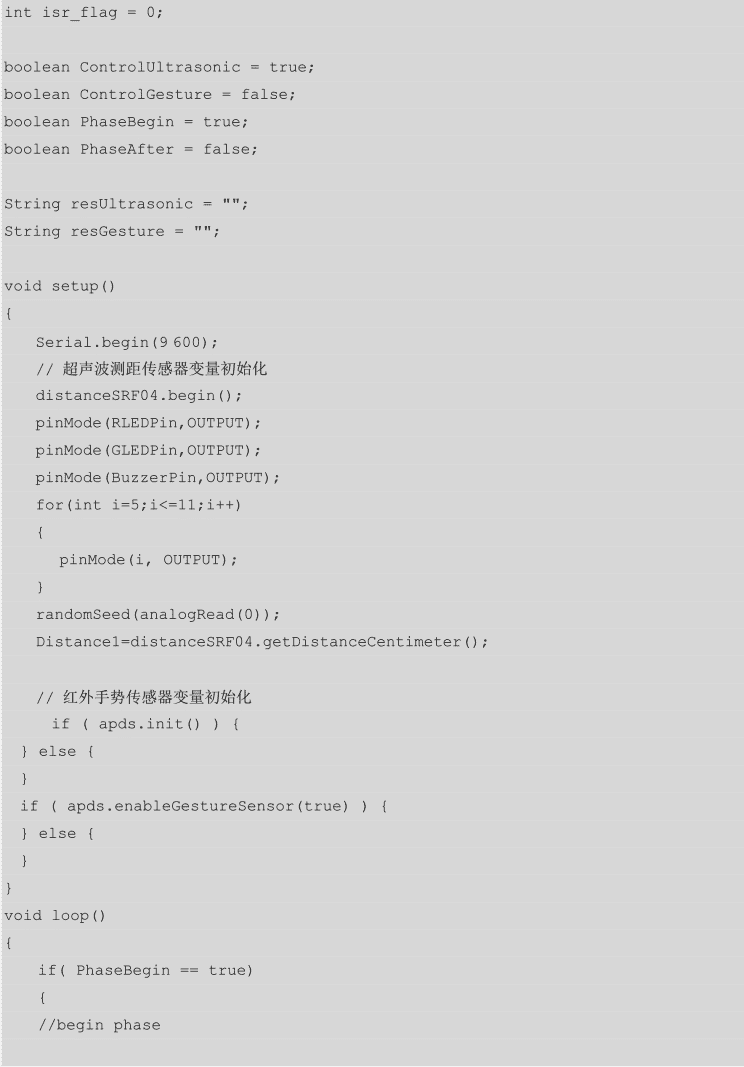 int isr_flag = 0;
boolean ControlUltrasonic = true;
boolean ControlGesture = false;
boolean PhaseBegin = true;
boolean PhaseAfter = false;
String resUltrasonic = "";
String resGesture = "";
void setup()
{
Serial.begin(9 600);
// 超声波测距传感器变量初始化
distanceSRF04.begin();
pinMode(RLEDPin,OUTPUT);
pinMode(GLEDPin,OUTPUT);
pinMode(BuzzerPin,OUTPUT);
for(int i=5;i<=11;i++)
{
pinMode(i, OUTPUT);
}
randomSeed(analogRead(0));
Distance1=distanceSRF04.getDistanceCentimeter();
// 红外手势传感器变量初始化
if ( apds.init() ) {
} else {
}
if ( apds.enableGestureSensor(true) ) {
} else {
}
}
void loop()
{
if( PhaseBegin == true)
{
//begin phase